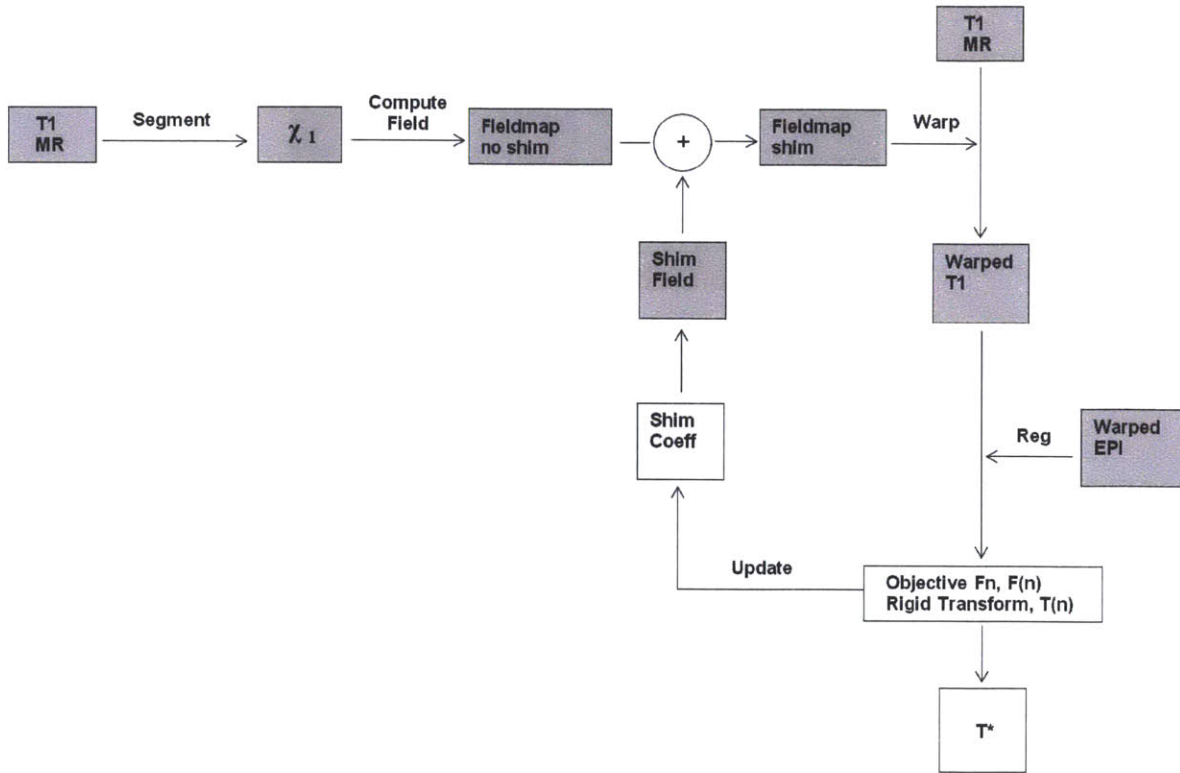 T1
MR
T1
MR
Segment
χ 1
Compute
Field
Fieldmap
no shim
+
Fieldmap
shim
Warp
Shim
Field
Warped
T1
Shim
Coeff
Reg
Warped
EPI
Update
Objective Fn, F(n)
Rigid Transform, T(n)
T*